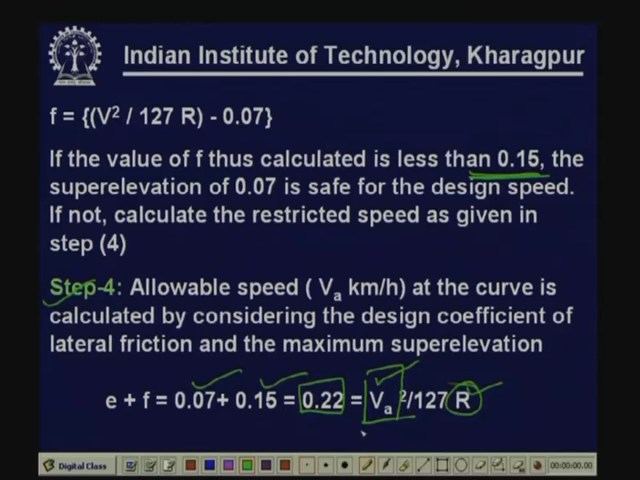 Indian Institute of Technology, Kharagpur
f = {(V² / 127 R) - 0.07}
If the value of f thus calculated is less than 0.15, the
superelevation of 0.07 is safe for the design speed.
If not, calculate the restricted speed as given in
step (4)
Step-4: Allowable speed ( Vₐ km/h) at the curve is
calculated by considering the design coefficient of
lateral friction and the maximum superelevation
e + f = 0.07+ 0.15 = 0.22 = Vₐ ²/127 R
Digital Class
00:00:00.00